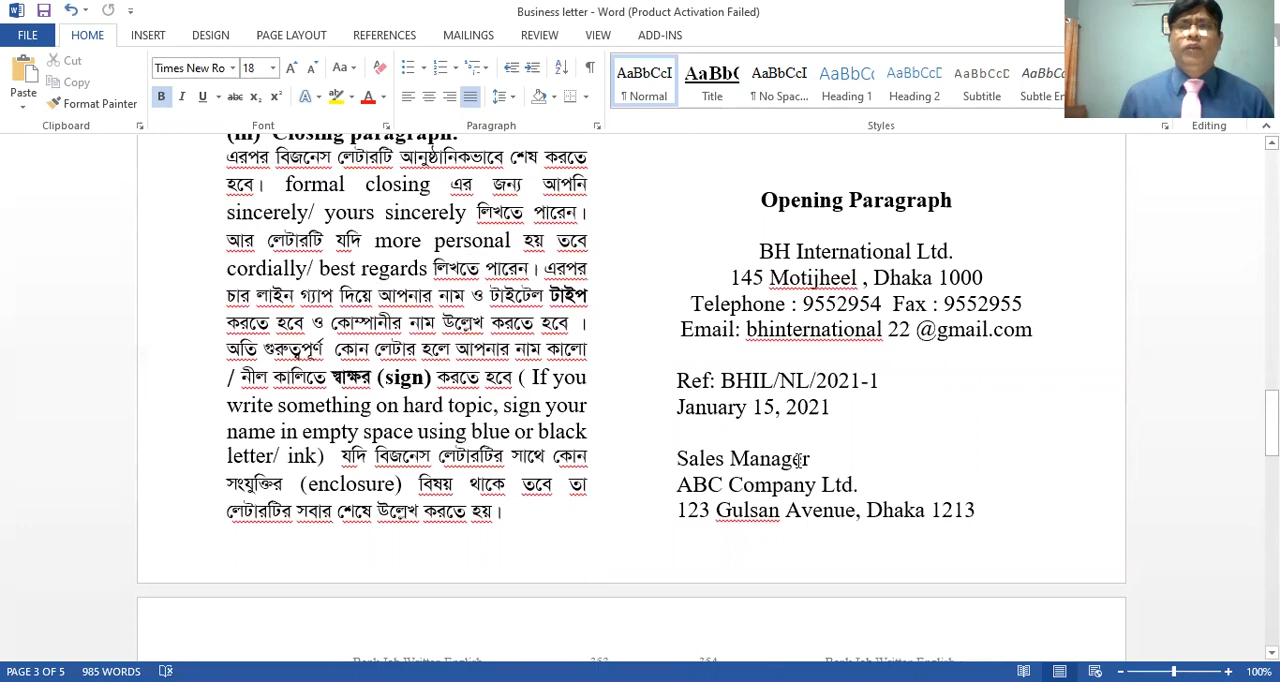 Business letter - Word (Product Activation Failed)
FILE
HOME
INSERT
DESIGN
PAGE LAYOUT
REFERENCES
MAILINGS
REVIEW
VIEW
ADD-INS
Cut
Copy
Format Painter
Paste
Clipboard
Times New Ro
18
Font
Paragraph
AaBbCcI
¶ Normal
AaBb(
Title
AaBbCcI
¶ No Spac...
AaBbC
Heading 1
AaBbCcD
Heading 2
AaBbCcD
Subtitle
AaBbCcD
Subtle Em
Styles
Editing
(iii) Closing paragraph:
এরপর বিজনেস লেটারটি আনুষ্ঠানিকভাবে শেষ করতে
হবে। formal closing এর জন্য আপনি
sincerely/ yours sincerely লিখতে পারেন।
আর লেটারটি যদি more personal হয় তবে
cordially/ best regards লিখতে পারেন। এরপর
চার লাইন গ্যাপ দিয়ে আপনার নাম ও টাইটেল টাইপ
করতে হবে ও কোম্পানীর নাম উল্লেখ করতে হবে ।
অতি গুরুত্বপূর্ণ কোন লেটার হলে আপনার নাম কালো
/ নীল কালিতে স্বাক্ষর (sign) করতে হবে ( If you
write something on hard topic, sign your
name in empty space using blue or black
letter/ ink) যদি বিজনেস লেটারটির সাথে কোন
সংযুক্তির (enclosure) বিষয় থাকে তবে তা
লেটারটির সবার শেষে উল্লেখ করতে হয়।
Opening Paragraph
BH International Ltd.
145 Motijheel , Dhaka 1000
Telephone : 9552954 Fax : 9552955
Email: bhinternational 22 @gmail.com
Ref: BHIL/NL/2021-1
January 15, 2021
Sales Manager
ABC Company Ltd.
123 Gulsan Avenue, Dhaka 1213
PAGE 3 OF 5
985 WORDS
100%